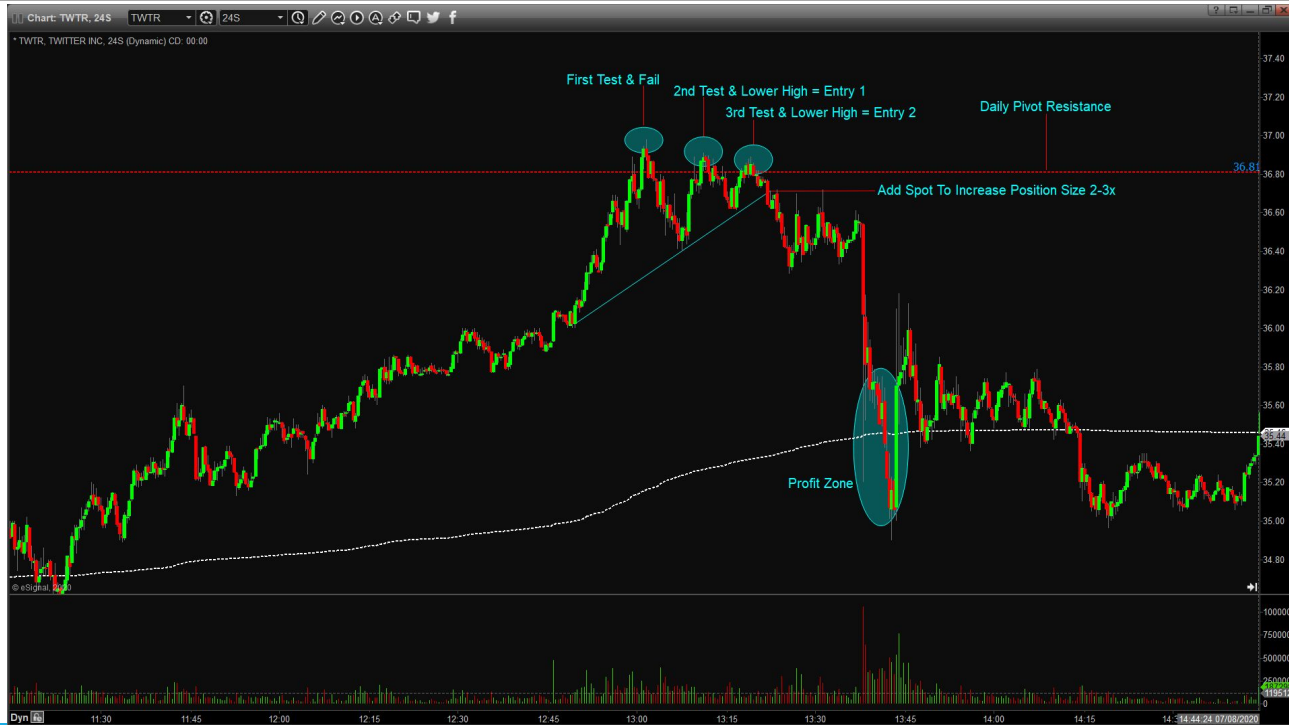 Chart: TWTR, 24S TWTR 24S
* TWTR, TWITTER INC, 24S (Dynamic) CD: 00:00
37.40
First Test & Fail
2nd Test & Lower High = Entry 1
37.20
3rd Test & Lower High = Entry 2
Daily Pivot Resistance
37.00
36.81
36.80
Add Spot To Increase Position Size 2-3x
36.60
36.40
36.20
36.00
35.80
35.60
35.44
35.40
Profit Zone
35.20
35.00
34.80
© eSignal, 2020
750000
500000
0
Dyn 11:30 11:45 12:00 12:15 12:30 12:45 13:00 13:15 13:30 13:45 14:00 14:15 14:44:24 07/08/2020